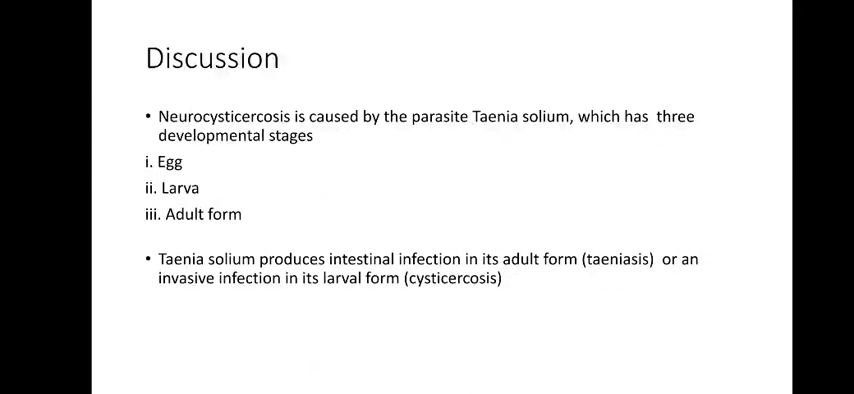 Discussion
• Neurocysticercosis is caused by the parasite Taenia solium, which has  three
developmental stages
i. Egg
ii. Larva
iii. Adult form
• Taenia solium produces intestinal infection in its adult form (taeniasis)  or an
invasive infection in its larval form (cysticercosis)